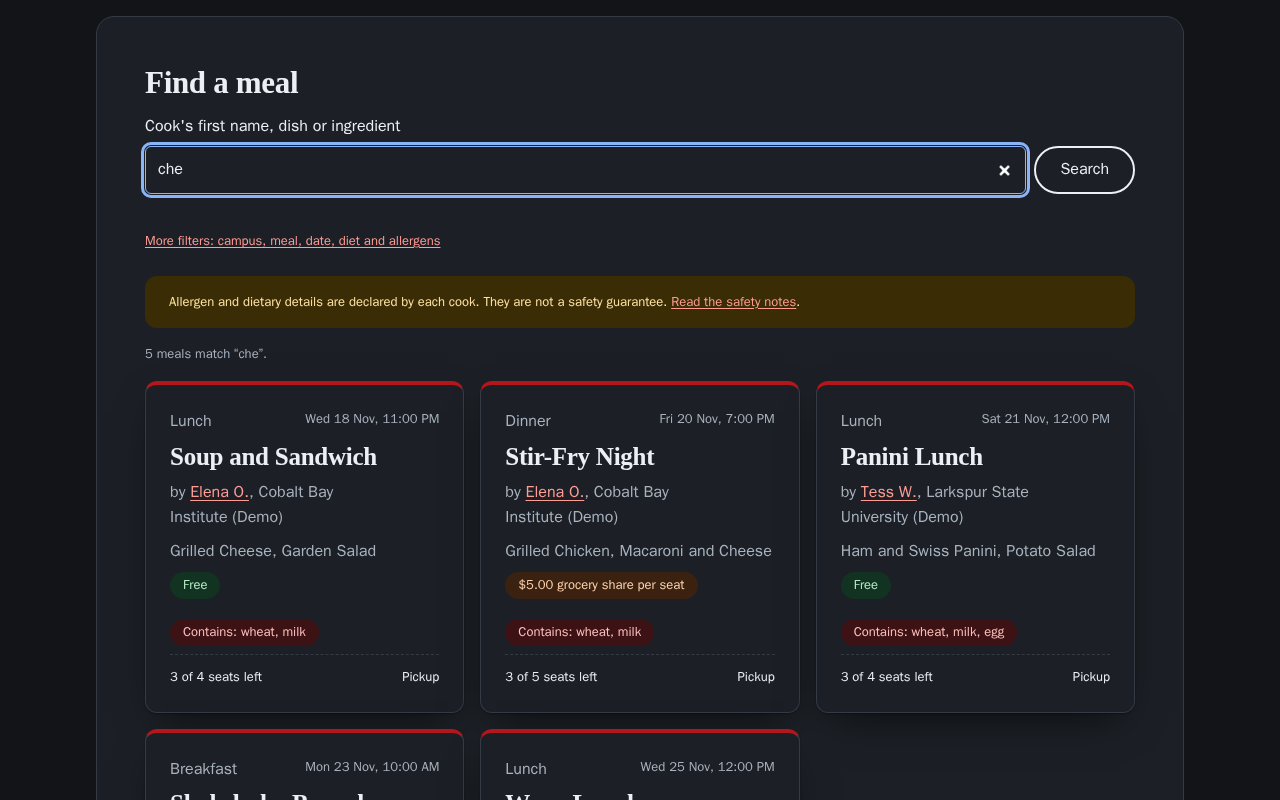 Find a meal
Cook's first name, dish or ingredient
che
Search
More filters: campus, meal, date, diet and allergens
Allergen and dietary details are declared by each cook. They are not a safety guarantee. Read the safety notes.
5 meals match “che”.
Lunch
Wed 18 Nov, 11:00 PM
Soup and Sandwich
by Elena O., Cobalt Bay
Institute (Demo)
Grilled Cheese, Garden Salad
Free
Contains: wheat, milk
3 of 4 seats left
Pickup
Dinner
Fri 20 Nov, 7:00 PM
Stir-Fry Night
by Elena O., Cobalt Bay
Institute (Demo)
Grilled Chicken, Macaroni and Cheese
$5.00 grocery share per seat
Contains: wheat, milk
3 of 5 seats left
Pickup
Lunch
Sat 21 Nov, 12:00 PM
Panini Lunch
by Tess W., Larkspur State
University (Demo)
Ham and Swiss Panini, Potato Salad
Free
Contains: wheat, milk, egg
3 of 4 seats left
Pickup
Breakfast
Mon 23 Nov, 10:00 AM
Lunch
Wed 25 Nov, 12:00 PM